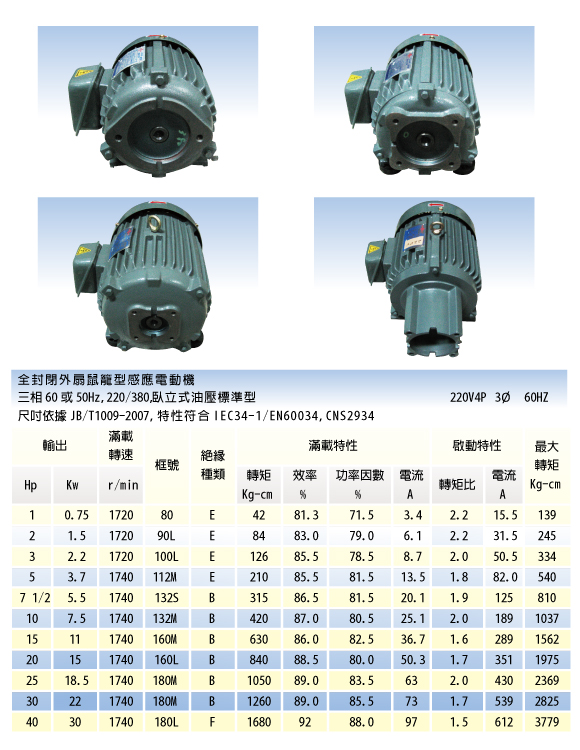 全封閉外扇鼠籠型感應電動機
三相60或50Hz,220/380,臥立式油壓標準型 220V4P 3Ø 60HZ
尺吋依據JB/T1009-2007,特性符合IEC34-1/EN60034,CNS2934
輸出 滿載轉速 框號 絕緣種類 滿載特性 啟動特性 最大轉矩
Hp Kw r/min 轉矩 Kg-cm 效率 % 功率因數 % 電流 A 轉矩比 電流 A Kg-cm
1 0.75 1720 80 E 42 81.3 71.5 3.4 2.2 15.5 139
2 1.5 1720 90L E 84 83.0 79.0 6.1 2.2 31.5 245
3 2.2 1720 100L E 126 85.5 78.5 8.7 2.0 50.5 334
5 3.7 1740 112M E 210 85.5 81.5 13.5 1.8 82.0 540
7 1/2 5.5 1740 132S B 315 86.5 81.5 20.1 1.9 125 810
10 7.5 1740 132M B 420 87.0 80.5 25.1 2.0 189 1037
15 11 1740 160M B 630 86.0 82.5 36.7 1.6 289 1562
20 15 1740 160L B 840 88.5 80.0 50.3 1.7 351 1975
25 18.5 1740 180M B 1050 89.0 83.5 63 2.0 430 2369
30 22 1740 180M B 1260 89.0 85.5 73 1.7 539 2825
40 30 1740 180L F 1680 92 88.0 97 1.5 612 3779